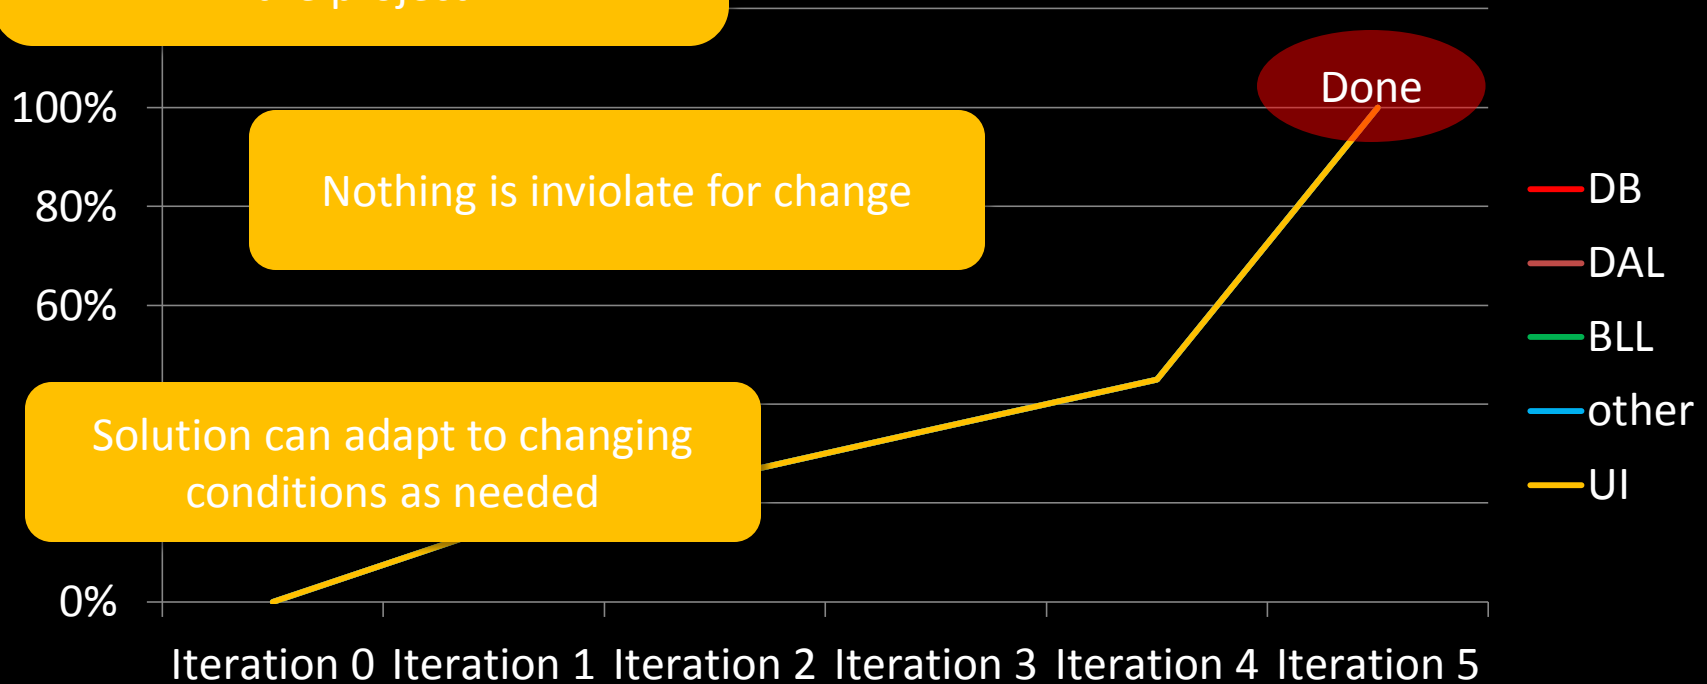 100%
80%
60%
0%
Done
Nothing is inviolate for change
Solution can adapt to changing
conditions as needed
DB
DAL
BLL
other
UI
Iteration 0 Iteration 1 Iteration 2 Iteration 3 Iteration 4 Iteration 5